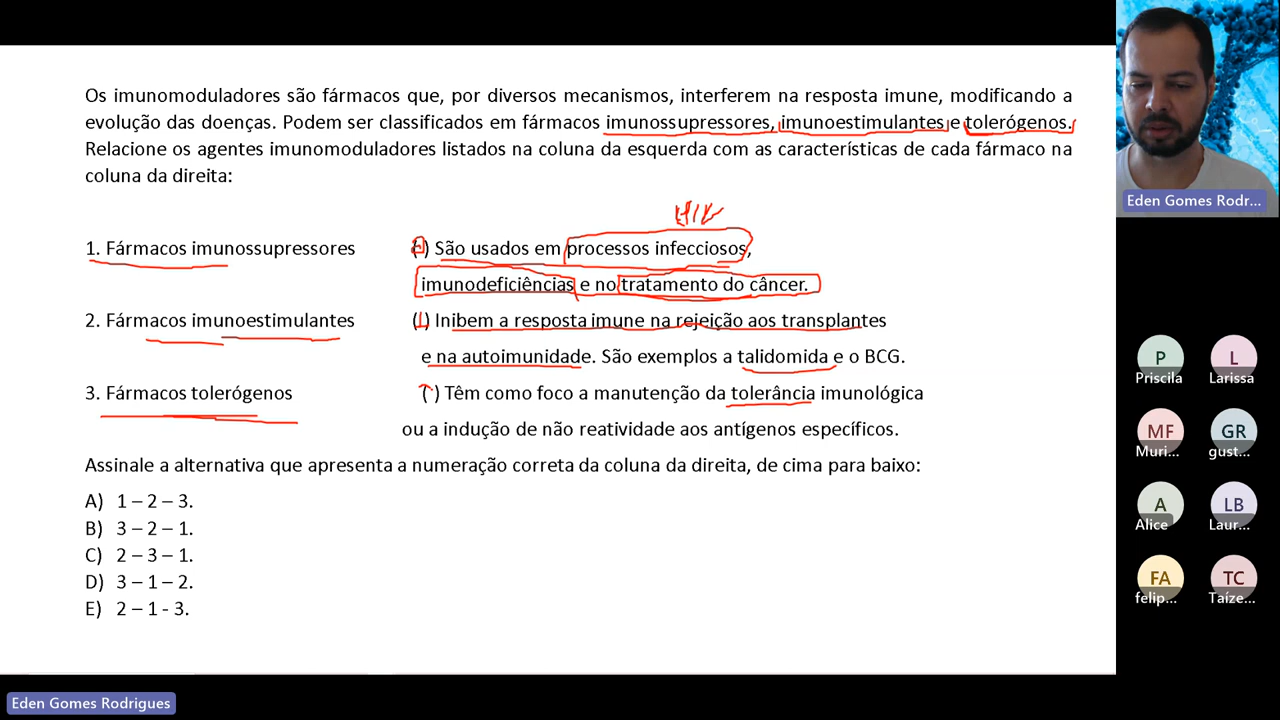 Os imunomoduladores são fármacos que, por diversos mecanismos, interferem na resposta imune, modificando a
evolução das doenças. Podem ser classificados em fármacos imunossupressores, imunoestimulantes e tolerógenos.
Relacione os agentes imunomoduladores listados na coluna da esquerda com as características de cada fármaco na
coluna da direita:
HIV
1. Fármacos imunossupressores ( ) São usados em processos infecciosos,
imunodeficiências e no tratamento do câncer.
2. Fármacos imunoestimulantes (1) Inibem a resposta imune na rejeição aos transplantes
e na autoimunidade. São exemplos a talidomida e o BCG.
3. Fármacos tolerógenos ( ) Têm como foco a manutenção da tolerância imunológica
ou a indução de não reatividade aos antígenos específicos.
Assinale a alternativa que apresenta a numeração correta da coluna da direita, de cima para baixo:
A) 1 – 2 – 3.
B) 3 – 2 – 1.
C) 2 – 3 – 1.
D) 3 – 1 – 2.
E) 2 – 1 - 3.
Eden Gomes Rodr...
P L
Priscila Larissa
MF GR
Muri... gust...
A LB
Alice Laur...
FA TC
felip... Taíze...
Eden Gomes Rodrigues